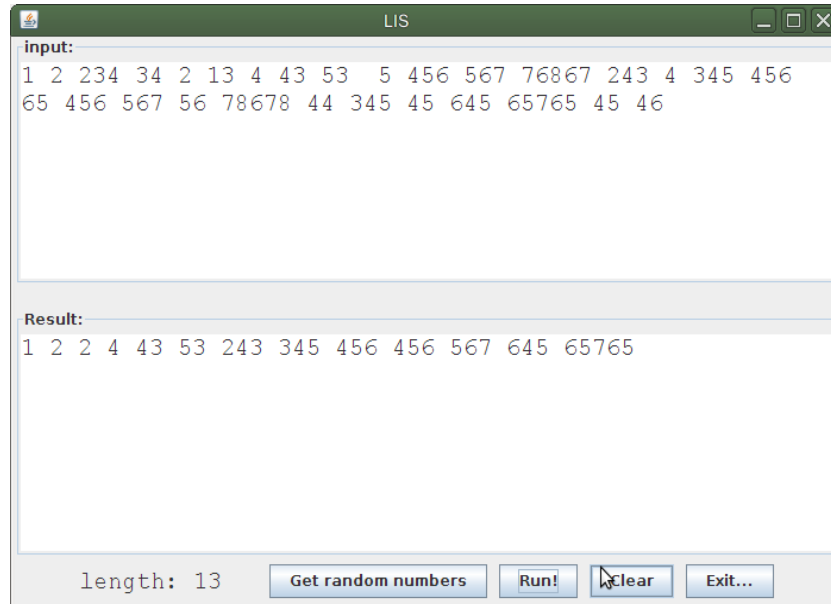 LIS
input:
1 2 234 34 2 13 4 43 53  5 456 567 76867 243 4 345 456
65 456 567 56 78678 44 345 45 645 65765 45 46
Result:
1 2 2 4 43 53 243 345 456 456 567 645 65765
length: 13 Get random numbers Run! Clear Exit...